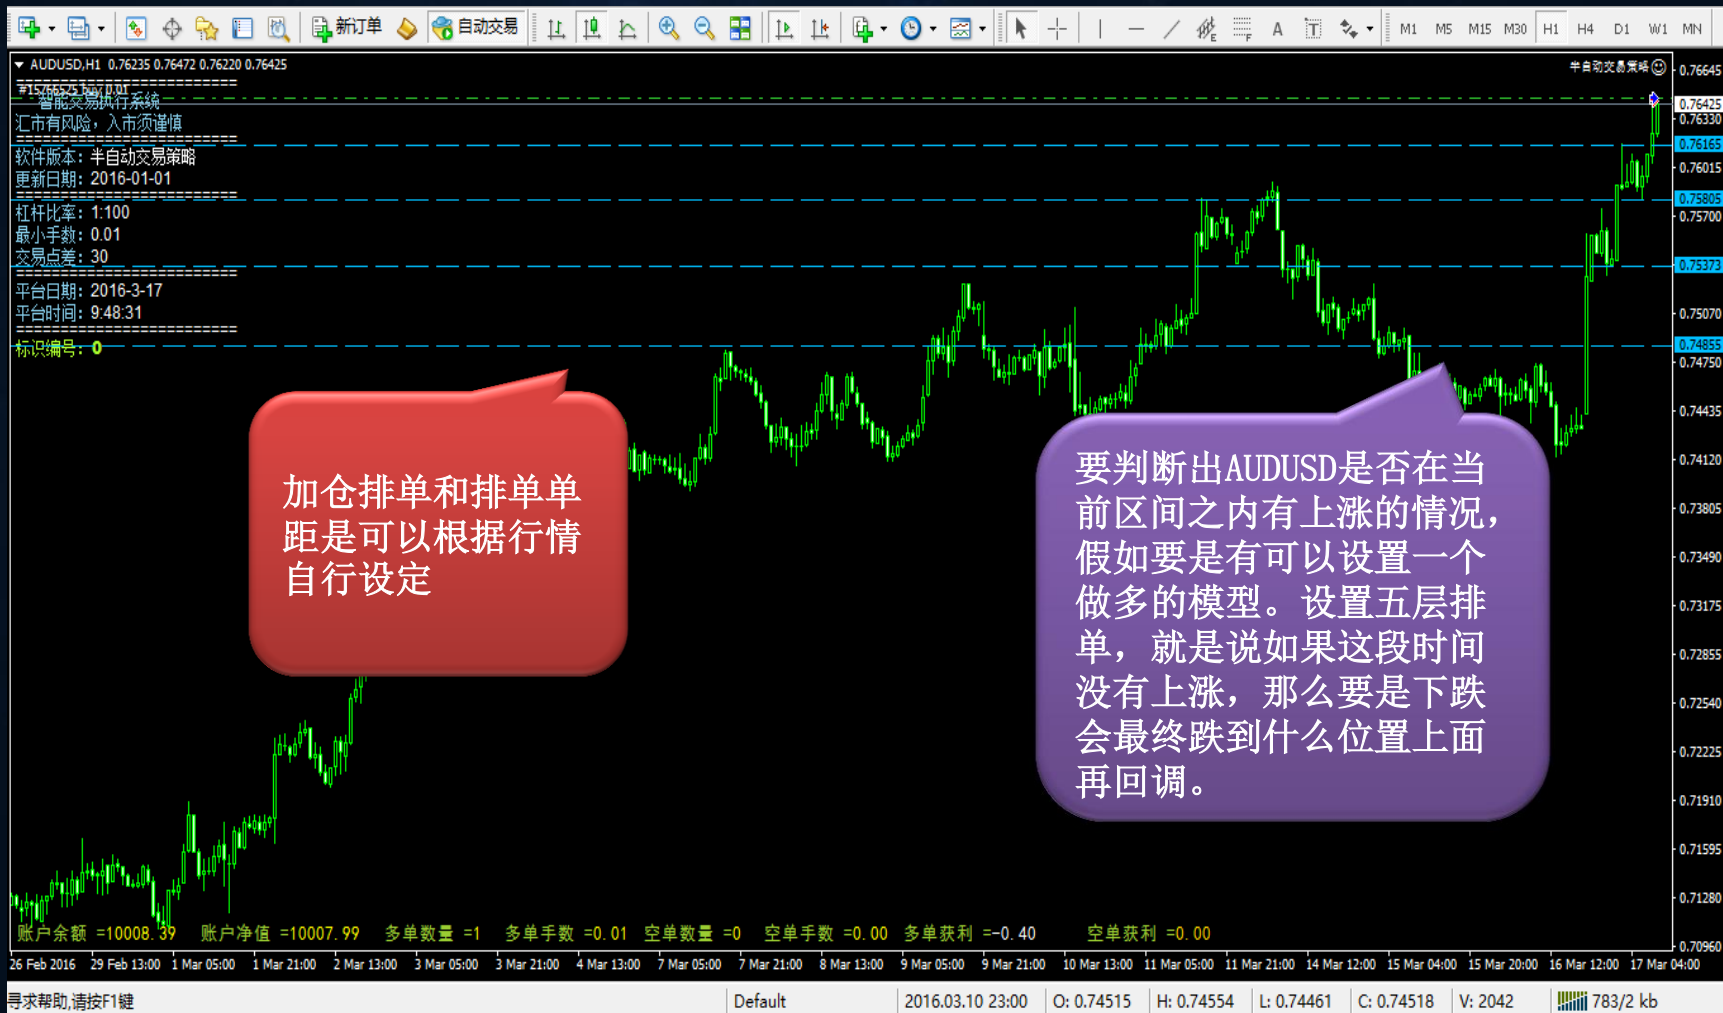 新订单 自动交易 A T M1 M5 M15 M30 H1 H4 D1 W1 MN
AUDUSD,H1 0.76235 0.76472 0.76220 0.76425
半自动交易策略
=========================
#15766525 buy 0.01
智能交易执行系统
汇市有风险，入市须谨慎
=========================
软件版本：半自动交易策略
更新日期：2016-01-01
=========================
杠杆比率：1:100
最小手数：0.01
交易点差：30
=========================
平台日期：2016-3-17
平台时间：9:48:31
=========================
标识编号：0
加仓排单和排单单
距是可以根据行情
自行设定
要判断出AUDUSD是否在当
前区间之内有上涨的情况，
假如要是有可以设置一个
做多的模型。设置五层排
单，就是说如果这段时间
没有上涨，那么要是下跌
会最终跌到什么位置上面
再回调。
0.76645
0.76425
0.76330
0.76165
0.76015
0.75805
0.75700
0.75373
0.75070
0.74855
0.74750
0.74435
0.74120
0.73805
0.73490
0.73175
0.72855
0.72540
0.72225
0.71910
0.71595
0.71280
0.70960
账户余额 =10008.39 账户净值 =10007.99 多单数量 =1 多单手数 =0.01 空单数量 =0 空单手数 =0.00 多单获利 =-0.40 空单获利 =0.00
26 Feb 2016 29 Feb 13:00 1 Mar 05:00 1 Mar 21:00 2 Mar 13:00 3 Mar 05:00 3 Mar 21:00 4 Mar 13:00 7 Mar 05:00 7 Mar 21:00 8 Mar 13:00 9 Mar 05:00 9 Mar 21:00 10 Mar 13:00 11 Mar 05:00 11 Mar 21:00 14 Mar 12:00 15 Mar 04:00 15 Mar 20:00 16 Mar 12:00 17 Mar 04:00
寻求帮助,请按F1键 Default 2016.03.10 23:00 O: 0.74515 H: 0.74554 L: 0.74461 C: 0.74518 V: 2042 783/2 kb